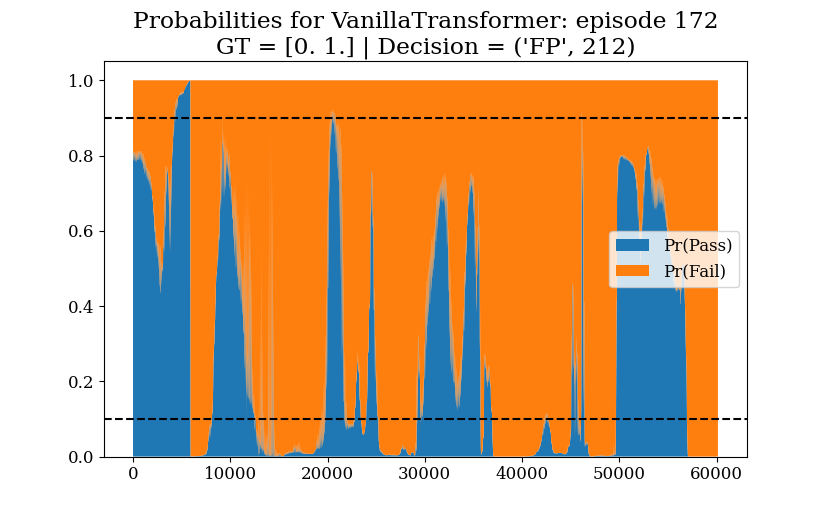 Probabilities for VanillaTransformer: episode 172
GT = [0. 1.] | Decision = ('FP', 212)
1.0
0.8
0.6
0.4
0.2
0.0
Pr(Pass)
Pr(Fail)
0 10000 20000 30000 40000 50000 60000